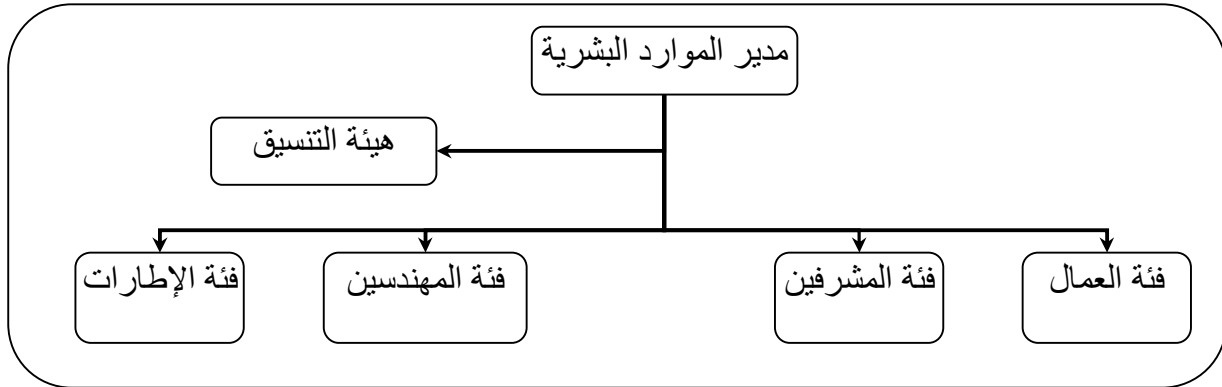 مدير الموارد البشرية
هيئة التنسيق
فئة العمال
فئة المشرفين
فئة المهندسين
فئة الإطارات